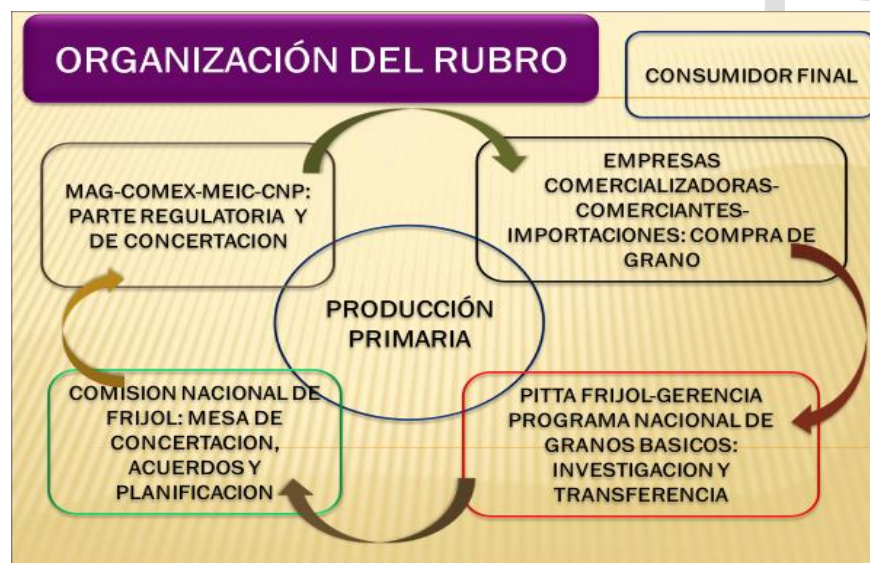 ORGANIZACIÓN DEL RUBRO
CONSUMIDOR FINAL
MAG-COMEX-MEIC-CNP:
PARTE REGULATORIA Y
DE CONCERTACION
EMPRESAS
COMERCIALIZADORAS-
COMERCIANTES-
IMPORTACIONES: COMPRA DE
GRANO
PRODUCCIÓN
PRIMARIA
COMISION NACIONAL DE
FRIJOL: MESA DE
CONCERTACION,
ACUERDOS Y
PLANIFICACION
PITTA FRIJOL-GERENCIA
PROGRAMA NACIONAL DE
GRANOS BASICOS:
INVESTIGACION Y
TRANSFERENCIA